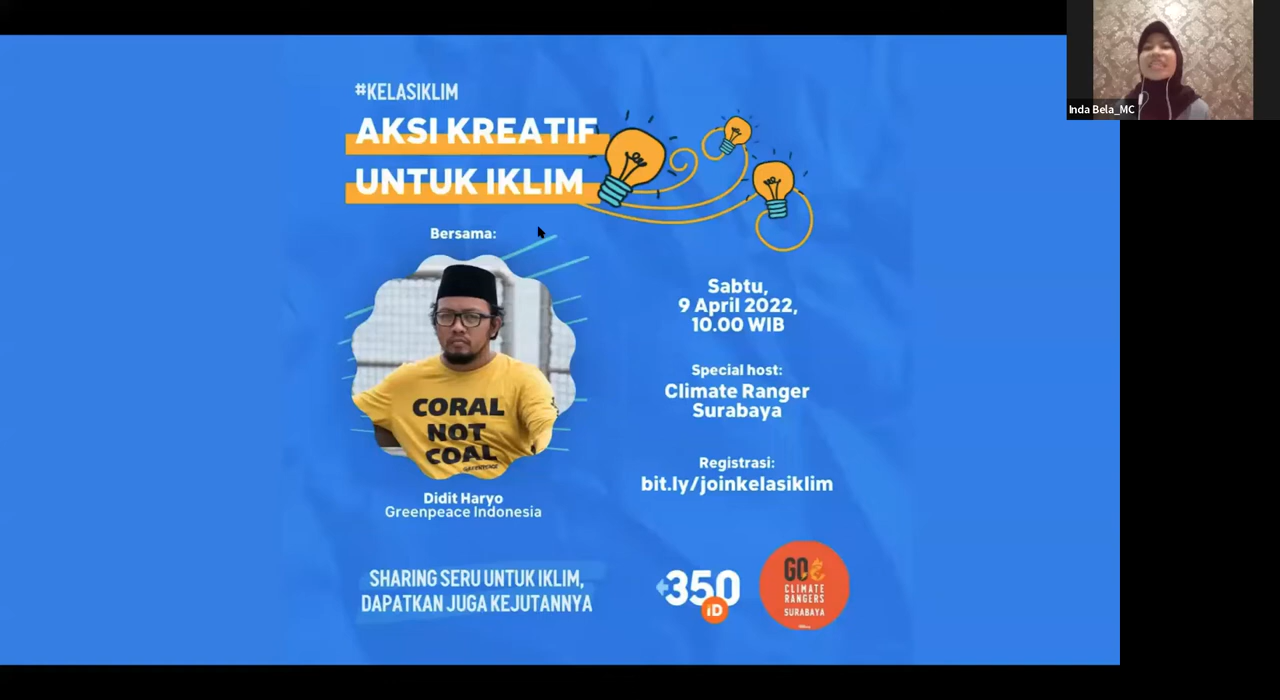 #KELASIKLIM
AKSI KREATIF
UNTUK IKLIM
Bersama:
CORAL
NOT
COAL
GREENPEACE
Didit Haryo
Greenpeace Indonesia
Sabtu,
9 April 2022,
10.00 WIB
Special host:
Climate Ranger
Surabaya
Registrasi:
bit.ly/joinkelasiklim
SHARING SERU UNTUK IKLIM,
DAPATKAN JUGA KEJUTANNYA
350
iD
GO
CLIMATE
RANGERS
SURABAYA
Inda Bela_MC